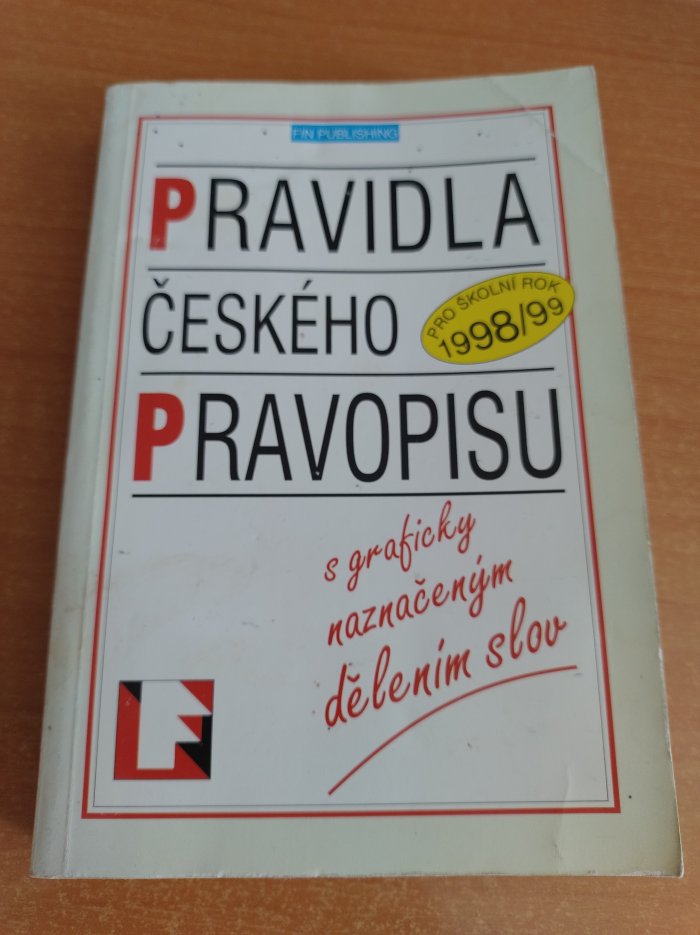 FIN PUBLISHING
PRAVIDLA
ČESKÉHO
PRO ŠKOLNÍ ROK
1998/99
PRAVOPISU
s graficky
naznačeným
dělením slov